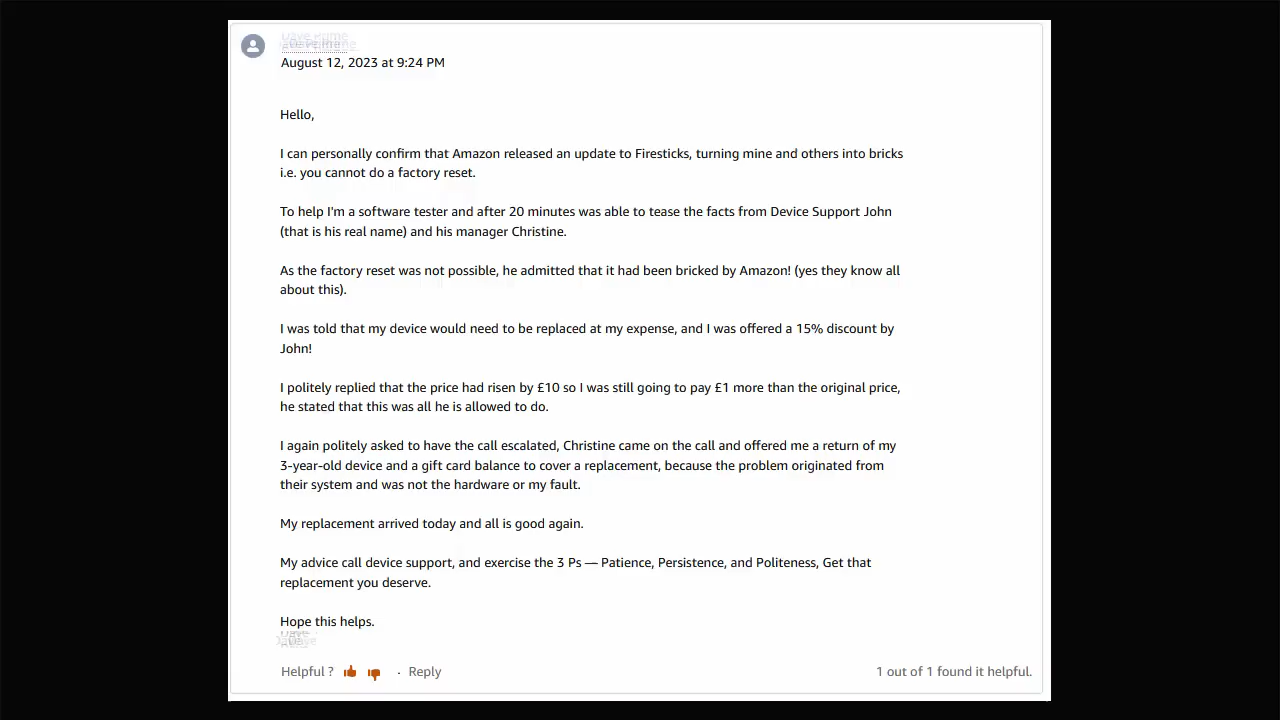 August 12, 2023 at 9:24 PM
Hello,
I can personally confirm that Amazon released an update to Firesticks, turning mine and others into bricks
i.e. you cannot do a factory reset.
To help I'm a software tester and after 20 minutes was able to tease the facts from Device Support John
(that is his real name) and his manager Christine.
As the factory reset was not possible, he admitted that it had been bricked by Amazon! (yes they know all
about this).
I was told that my device would need to be replaced at my expense, and I was offered a 15% discount by
John!
I politely replied that the price had risen by £10 so I was still going to pay £1 more than the original price,
he stated that this was all he is allowed to do.
I again politely asked to have the call escalated, Christine came on the call and offered me a return of my
3-year-old device and a gift card balance to cover a replacement, because the problem originated from
their system and was not the hardware or my fault.
My replacement arrived today and all is good again.
My advice call device support, and exercise the 3 Ps — Patience, Persistence, and Politeness, Get that
replacement you deserve.
Hope this helps.
Helpful ? · Reply
1 out of 1 found it helpful.